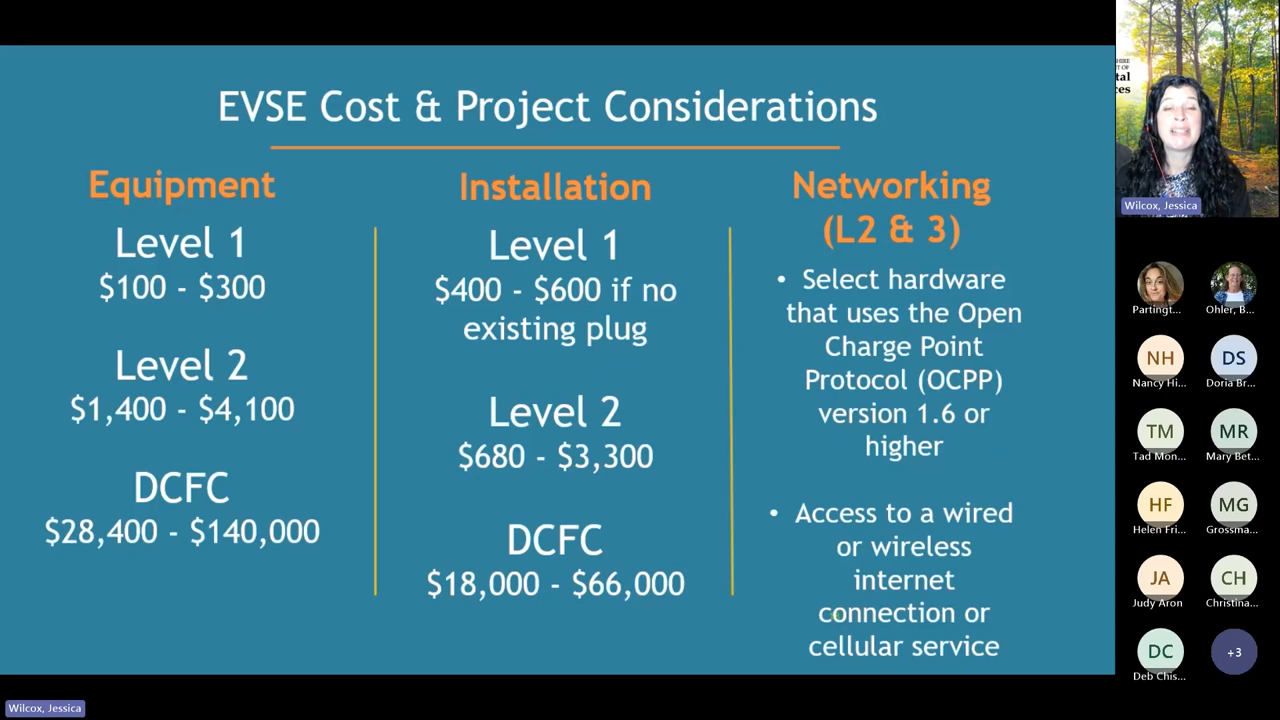 EVSE Cost & Project Considerations
Equipment
Level 1
$100 - $300
Level 2
$1,400 - $4,100
DCFC
$28,400 - $140,000
Installation
Level 1
$400 - $600 if no
existing plug
Level 2
$680 - $3,300
DCFC
$18,000 - $66,000
Networking
(L2 & 3)
• Select hardware
that uses the Open
Charge Point
Protocol (OCPP)
version 1.6 or
higher
• Access to a wired
or wireless
internet
connection or
cellular service
Wilcox, Jessica
Partingt...
Ohler, B...
NH
Nancy Hi...
DS
Doria Br...
TM
Tad Mon...
MR
Mary Bet...
HF
Helen Fri...
MG
Grossma...
JA
Judy Aron
CH
Christina...
DC
Deb Chis...
+3
Wilcox, Jessica